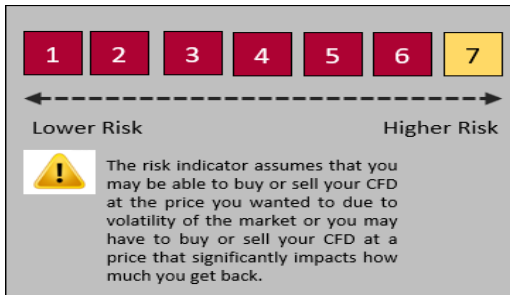 1 2 3 4 5 6 7
Lower Risk Higher Risk
The risk indicator assumes that you
may be able to buy or sell your CFD
at the price you wanted to due to
volatility of the market or you may
have to buy or sell your CFD at a
price that significantly impacts how
much you get back.